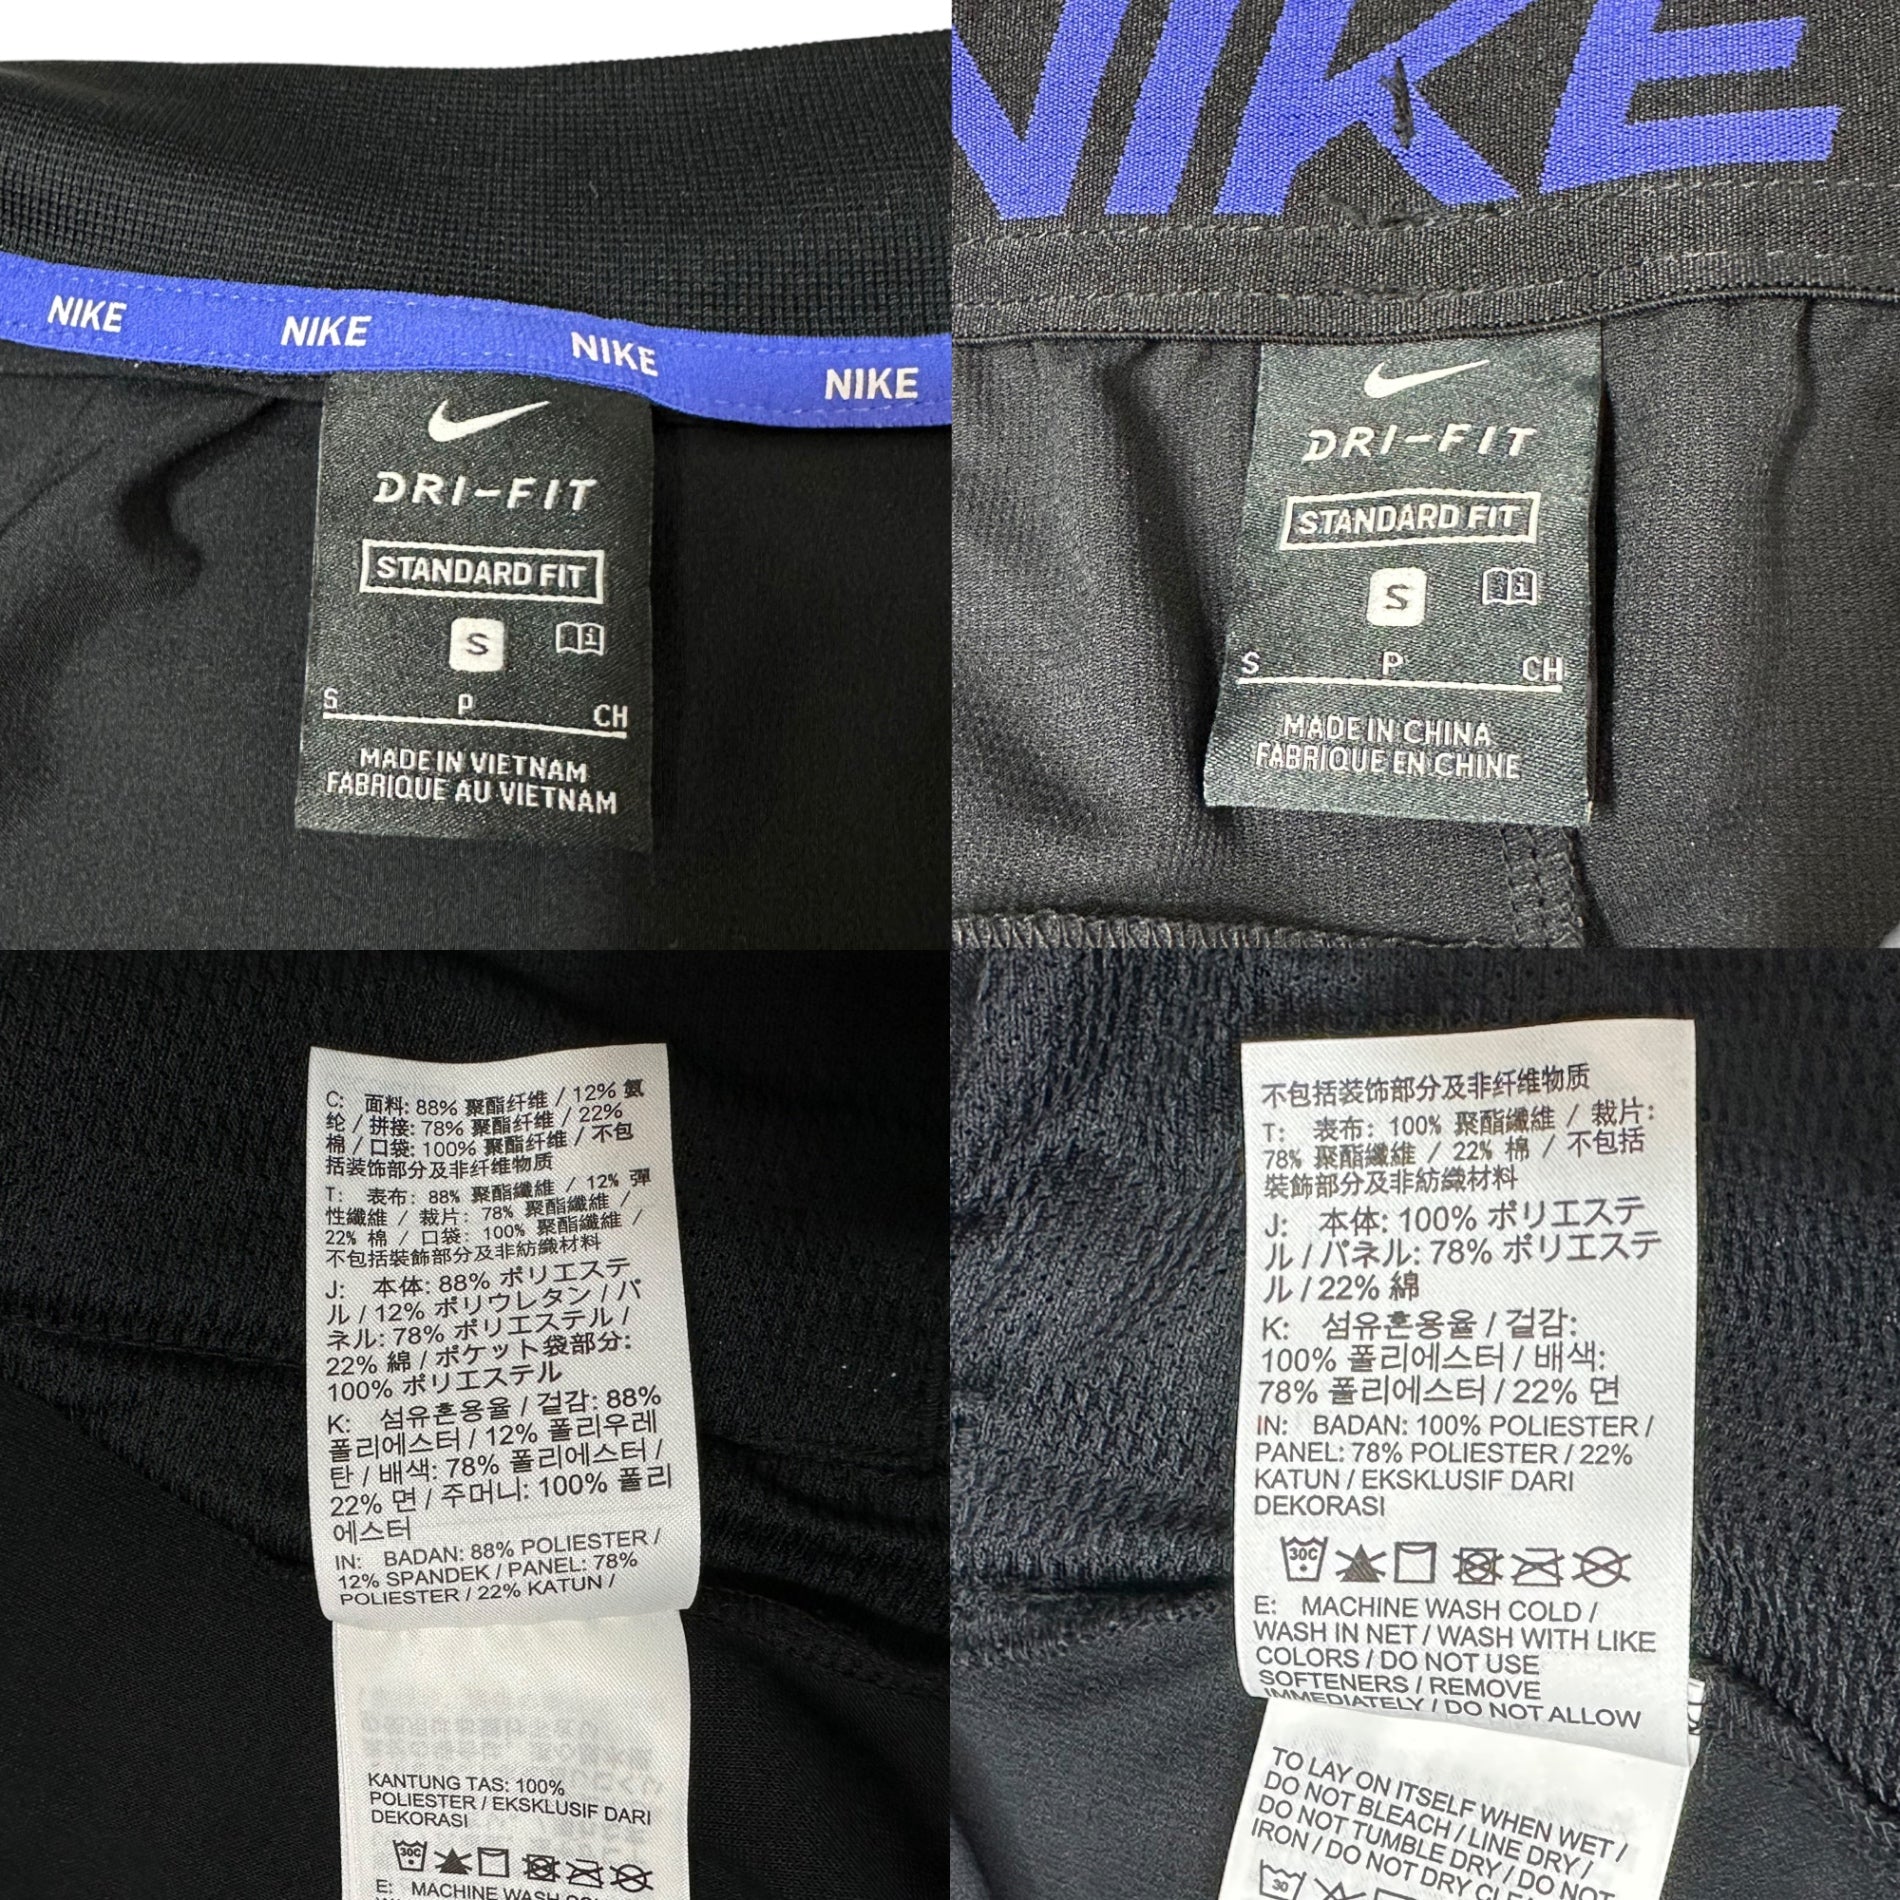 NIKE
NIKE
NIKE
NIKE
DRI-FIT
STANDARD FIT
S
S P CH
MADE IN VIETNAM
FABRIQUE AU VIETNAM
NIKE
DRI-FIT
STANDARD FIT
S
S P CH
MADE IN CHINA
FABRIQUE EN CHINE
C: 面料: 88% 聚酯纤维 / 12% 氨
纶 / 拼接: 78% 聚酯纤维 / 22%
棉 / 口袋: 100% 聚酯纤维 / 不包
括装饰部分及非纤维物质
T: 表布: 88% 聚酯纖維 / 12% 彈
性纖維 / 裁片: 78% 聚酯纖維 /
22% 棉 / 口袋: 100% 聚酯纖維 /
不包括裝飾部分及非紡織材料
J: 本体: 88% ポリエステ
ル / 12% ポリウレタン / パ
ネル: 78% ポリエステル /
22% 綿 / ポケット袋部分:
100% ポリエステル
K: 섬유혼용율 / 겉감: 88%
폴리에스터 / 12% 폴리우레
탄 / 배색: 78% 폴리에스터 /
22% 면 / 주머니: 100% 폴리
에스터
IN: BADAN: 88% POLIESTER /
12% SPANDEK / PANEL: 78%
POLIESTER / 22% KATUN /
KANTUNG TAS: 100%
POLIESTER / EKSKLUSIF DARI
DEKORASI
30C
E: MACHINE WASH
不包括装饰部分及非纤维物质
T: 表布: 100% 聚酯纖維 / 裁片:
78% 聚酯纖維 / 22% 棉 / 不包括
裝飾部分及非紡織材料
J: 本体: 100% ポリエステ
ル / パネル: 78% ポリエステ
ル / 22% 綿
K: 섬유혼용율 / 겉감:
100% 폴리에스터 / 배색:
78% 폴리에스터 / 22% 면
IN: BADAN: 100% POLIESTER /
PANEL: 78% POLIESTER / 22%
KATUN / EKSKLUSIF DARI
DEKORASI
30C
E: MACHINE WASH COLD /
WASH IN NET / WASH WITH LIKE
COLORS / DO NOT USE
SOFTENERS / REMOVE
IMMEDIATELY / DO NOT ALLOW
TO LAY ON ITSELF WHEN WET /
DO NOT BLEACH / LINE DRY /
DO NOT TUMBLE DRY / DO NOT
IRON / DO NOT DRY
30